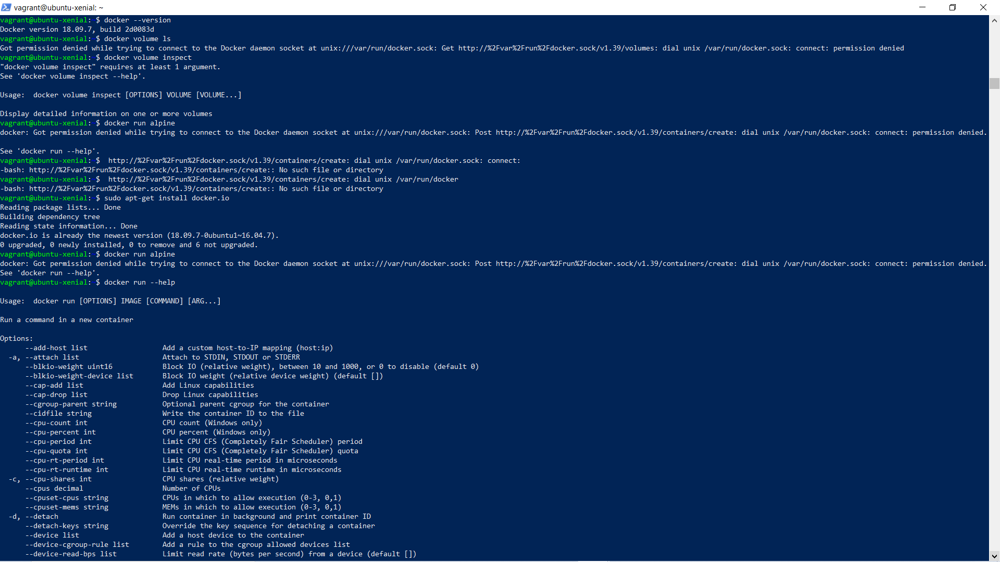 vagrant@ubuntu-xenial: ~
vagrant@ubuntu-xenial: $ docker --version
Docker version 18.09.7, build 2d0083d
vagrant@ubuntu-xenial: $ docker volume ls
Got permission denied while trying to connect to the Docker daemon socket at unix:///var/run/docker.sock: Get http://%2Fvar%2Frun%2Fdocker.sock/v1.39/volumes: dial unix /var/run/docker.sock: connect: permission denied
vagrant@ubuntu-xenial: $ docker volume inspect
"docker volume inspect" requires at least 1 argument.
See 'docker volume inspect --help'.
Usage:  docker volume inspect [OPTIONS] VOLUME [VOLUME...]
Display detailed information on one or more volumes
vagrant@ubuntu-xenial: $ docker run alpine
docker: Got permission denied while trying to connect to the Docker daemon socket at unix:///var/run/docker.sock: Post http://%2Fvar%2Frun%2Fdocker.sock/v1.39/containers/create: dial unix /var/run/docker.sock: connect: permission denied.
See 'docker run --help'.
vagrant@ubuntu-xenial: $  http://%2Fvar%2Frun%2Fdocker.sock/v1.39/containers/create: dial unix /var/run/docker.sock: connect:
-bash: http://%2Fvar%2Frun%2Fdocker.sock/v1.39/containers/create:: No such file or directory
vagrant@ubuntu-xenial: $  http://%2Fvar%2Frun%2Fdocker.sock/v1.39/containers/create: dial unix /var/run/docker
-bash: http://%2Fvar%2Frun%2Fdocker.sock/v1.39/containers/create:: No such file or directory
vagrant@ubuntu-xenial: $ sudo apt-get install docker.io
Reading package lists... Done
Building dependency tree
Reading state information... Done
docker.io is already the newest version (18.09.7-0ubuntu1~16.04.7).
0 upgraded, 0 newly installed, 0 to remove and 6 not upgraded.
vagrant@ubuntu-xenial: $ docker run alpine
docker: Got permission denied while trying to connect to the Docker daemon socket at unix:///var/run/docker.sock: Post http://%2Fvar%2Frun%2Fdocker.sock/v1.39/containers/create: dial unix /var/run/docker.sock: connect: permission denied.
See 'docker run --help'.
vagrant@ubuntu-xenial: $ docker run --help
Usage:  docker run [OPTIONS] IMAGE [COMMAND] [ARG...]
Run a command in a new container
Options:
      --add-host list                  Add a custom host-to-IP mapping (host:ip)
  -a, --attach list                    Attach to STDIN, STDOUT or STDERR
      --blkio-weight uint16            Block IO (relative weight), between 10 and 1000, or 0 to disable (default 0)
      --blkio-weight-device list       Block IO weight (relative device weight) (default [])
      --cap-add list                   Add Linux capabilities
      --cap-drop list                  Drop Linux capabilities
      --cgroup-parent string           Optional parent cgroup for the container
      --cidfile string                 Write the container ID to the file
      --cpu-count int                  CPU count (Windows only)
      --cpu-percent int                CPU percent (Windows only)
      --cpu-period int                 Limit CPU CFS (Completely Fair Scheduler) period
      --cpu-quota int                  Limit CPU CFS (Completely Fair Scheduler) quota
      --cpu-rt-period int              Limit CPU real-time period in microseconds
      --cpu-rt-runtime int             Limit CPU real-time runtime in microseconds
  -c, --cpu-shares int                 CPU shares (relative weight)
      --cpus decimal                   Number of CPUs
      --cpuset-cpus string             CPUs in which to allow execution (0-3, 0,1)
      --cpuset-mems string             MEMs in which to allow execution (0-3, 0,1)
  -d, --detach                         Run container in background and print container ID
      --detach-keys string             Override the key sequence for detaching a container
      --device list                    Add a host device to the container
      --device-cgroup-rule list        Add a rule to the cgroup allowed devices list
      --device-read-bps list           Limit read rate (bytes per second) from a device (default [])